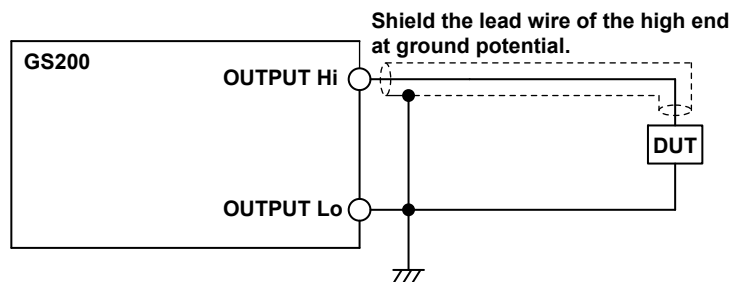 Shield the lead wire of the high end
at ground potential.
GS200
OUTPUT Hi
DUT
OUTPUT Lo